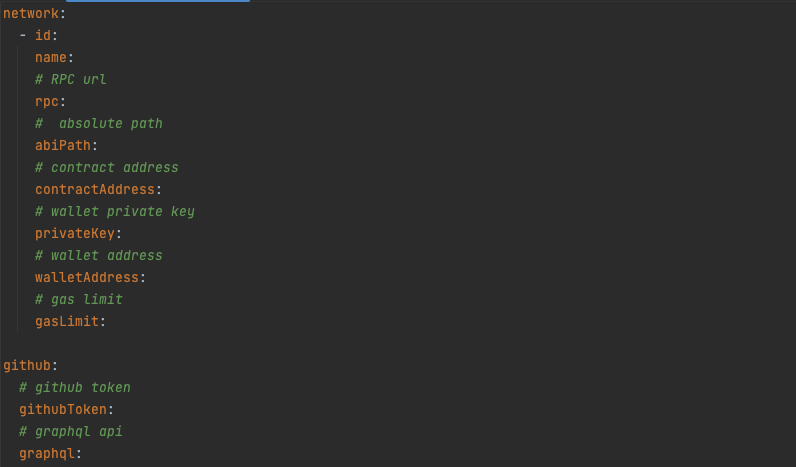 network:
  - id:
    name:
    # RPC url
    rpc:
    #  absolute path
    abiPath:
    # contract address
    contractAddress:
    # wallet private key
    privateKey:
    # wallet address
    walletAddress:
    # gas limit
    gasLimit:

github:
  # github token
  githubToken:
  # graphql api
  graphql: